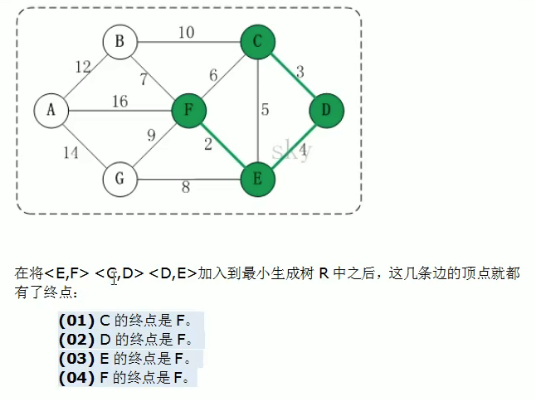 B
10
C
12
7
6
3
A
16
F
5
D
14
9
2
sky
4
G
8
E
在将<E,F> <C,D> <D,E>加入到最小生成树 R 中之后，这几条边的顶点就都
有了终点：
(01) C 的终点是 F。
(02) D 的终点是 F。
(03) E 的终点是 F。
(04) F 的终点是 F。